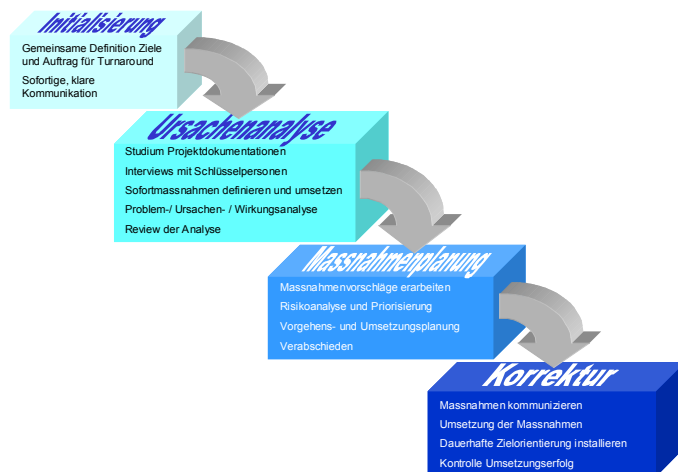 Initialisierung
Gemeinsame Definition Ziele
und Auftrag für Turnaround
Sofortige, klare
Kommunikation
Ursachenanalyse
Studium Projektdokumentationen
Interviews mit Schlüsselpersonen
Sofortmassnahmen definieren und umsetzen
Problem-/ Ursachen- / Wirkungsanalyse
Review der Analyse
Massnahmenplanung
Massnahmenvorschläge erarbeiten
Risikoanalyse und Priorisierung
Vorgehens- und Umsetzungsplanung
Verabschieden
Korrektur
Massnahmen kommunizieren
Umsetzung der Massnahmen
Dauerhafte Zielorientierung installieren
Kontrolle Umsetzungserfolg